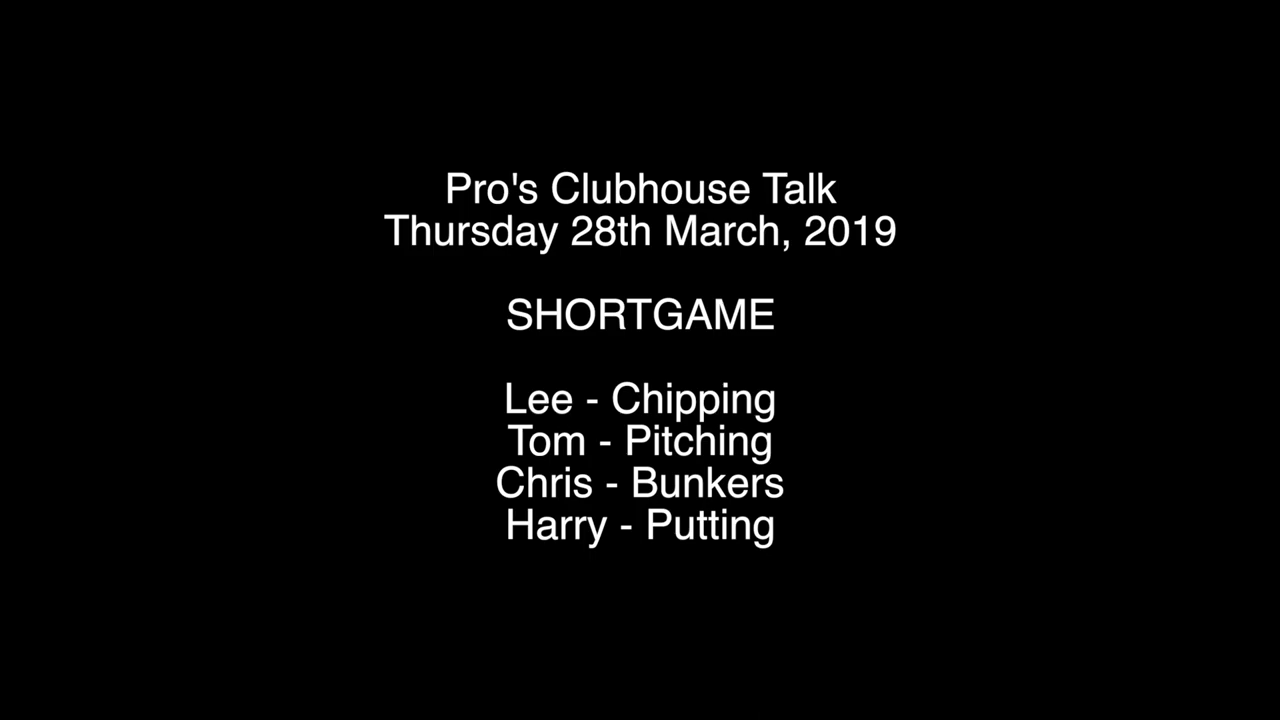 Pro's Clubhouse Talk
Thursday 28th March, 2019
SHORTGAME
Lee - Chipping
Tom - Pitching
Chris - Bunkers
Harry - Putting